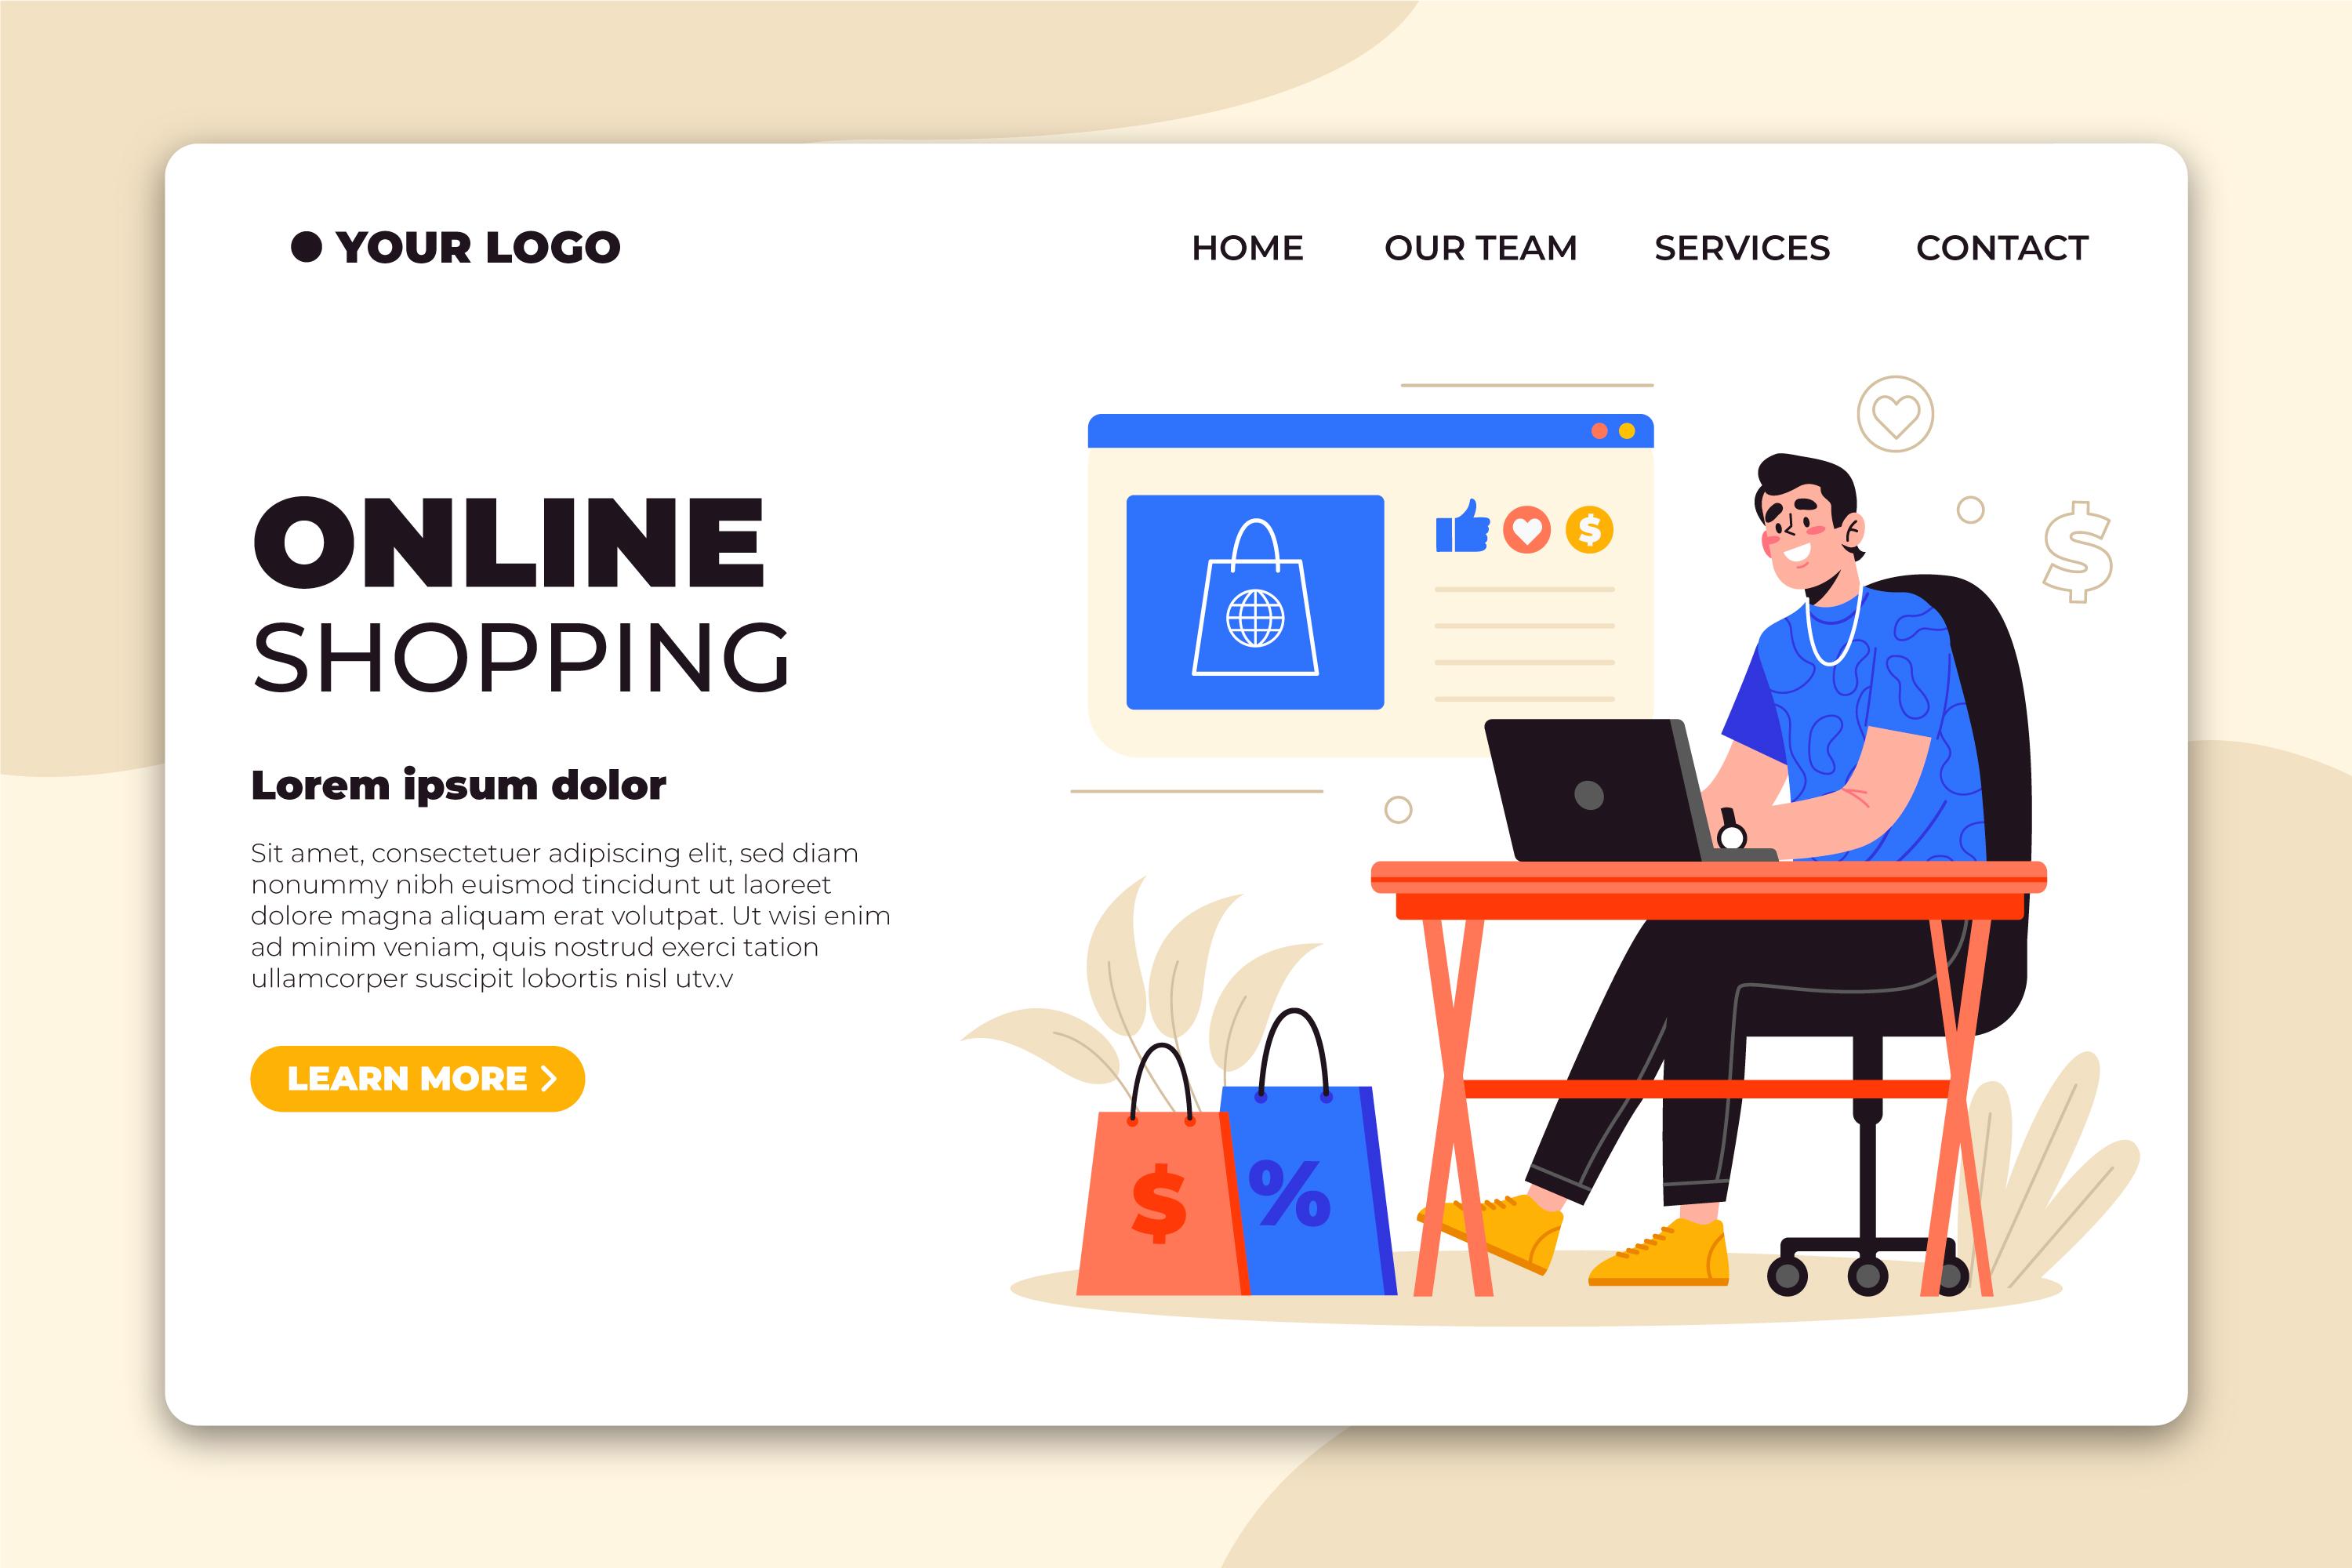 YOUR LOGO
HOME
OUR TEAM
SERVICES
CONTACT
ONLINE
SHOPPING
Lorem ipsum dolor
Sit amet, consectetuer adipiscing elit, sed diam
nonummy nibh euismod tincidunt ut laoreet
dolore magna aliquam erat volutpat. Ut wisi enim
ad minim veniam, quis nostrud exerci tation
ullamcorper suscipit lobortis nisl utv.v
LEARN MORE
$
$
$
%